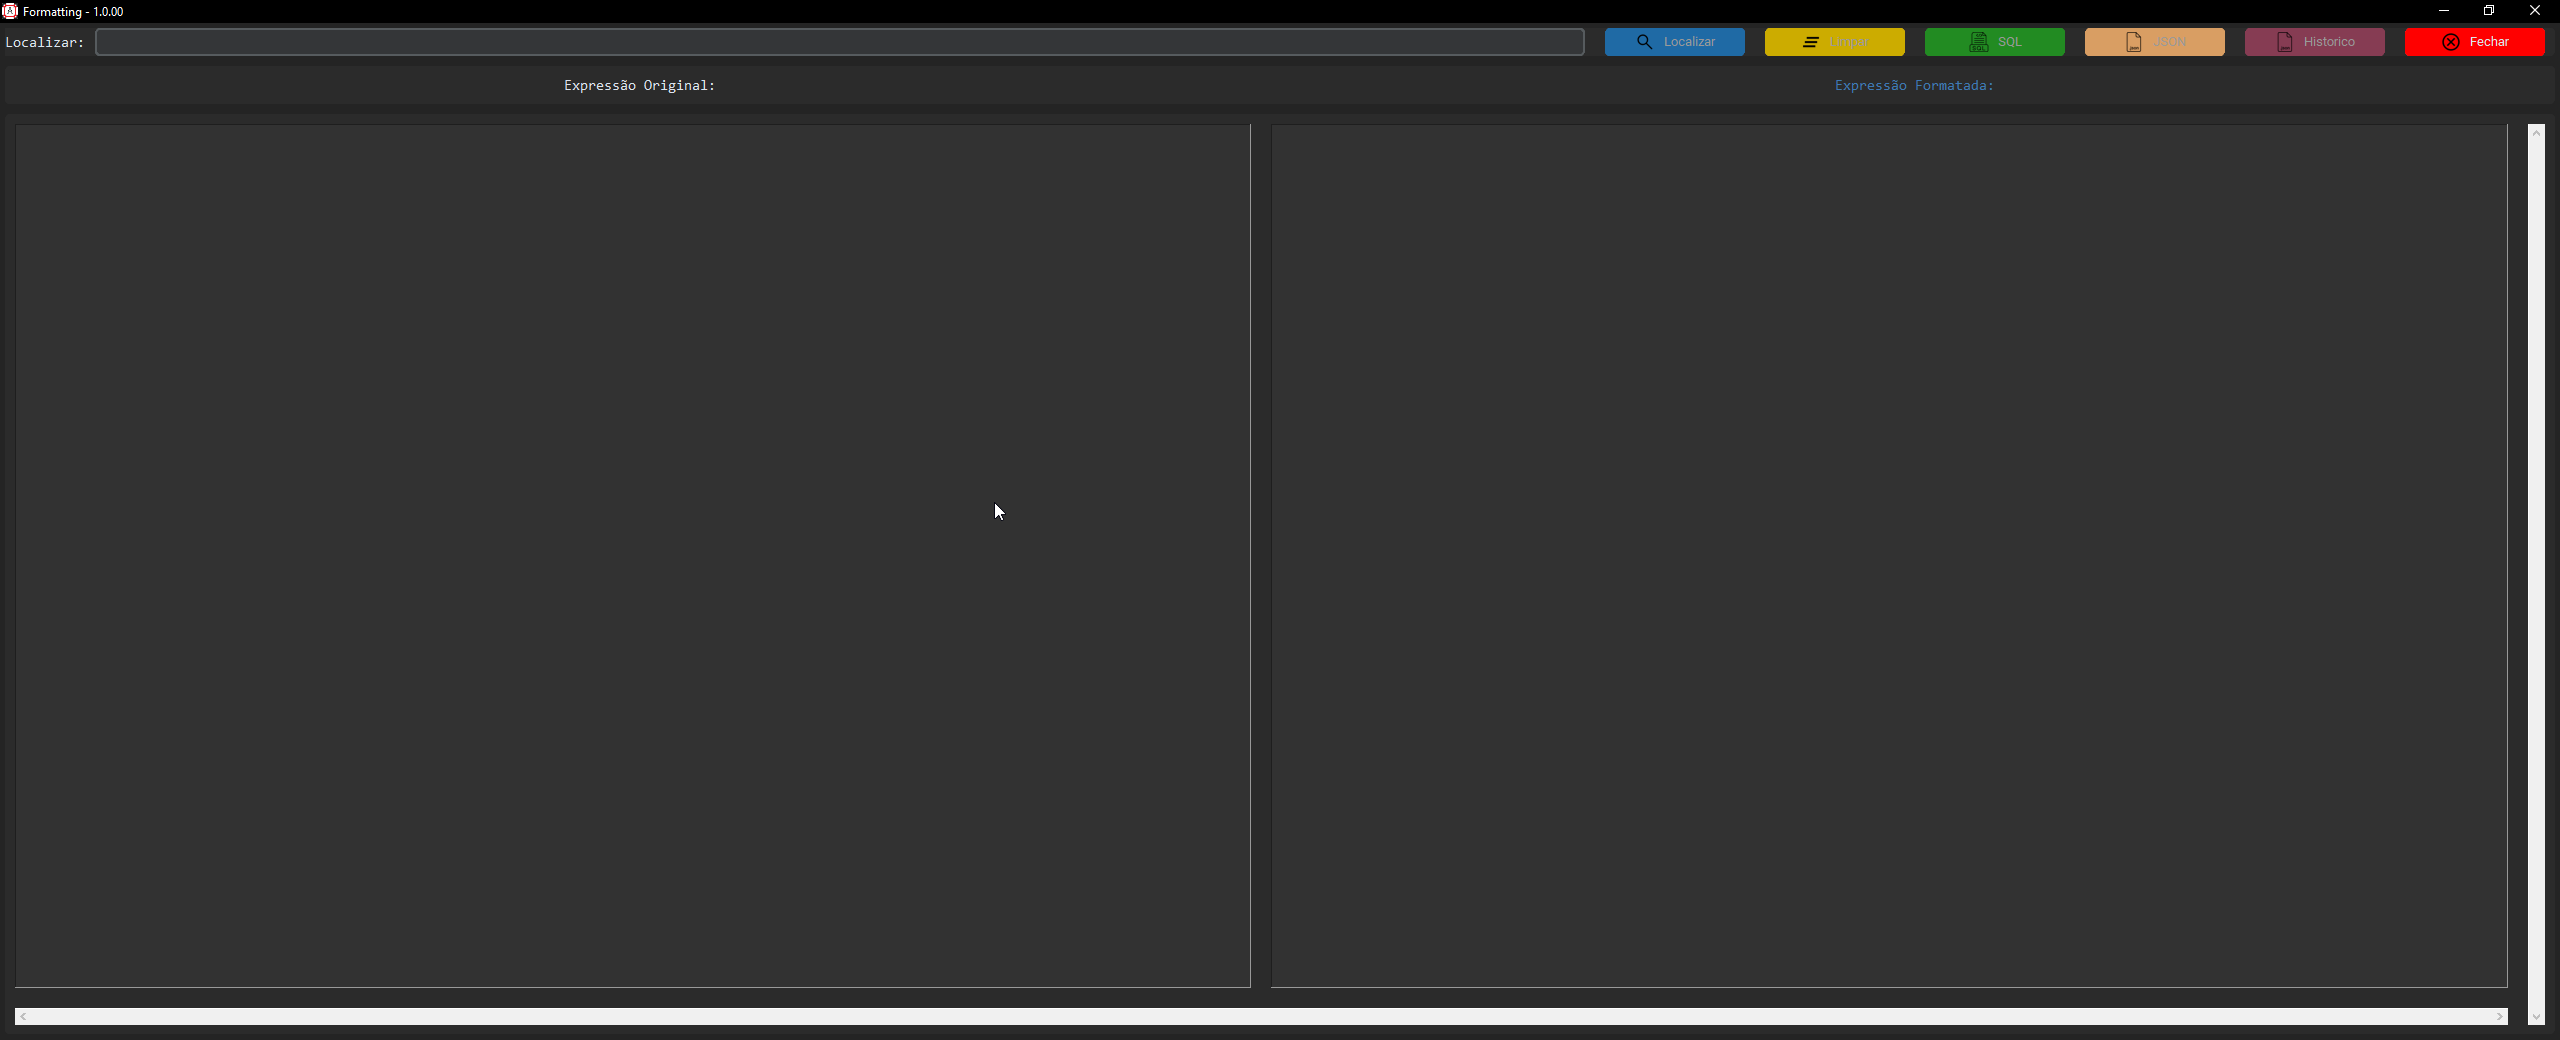 Formatting - 1.0.00
Localizar:
Localizar
Limpar
SQL
JSON
Historico
Fechar
Expressão Original:
Expressão Formatada: